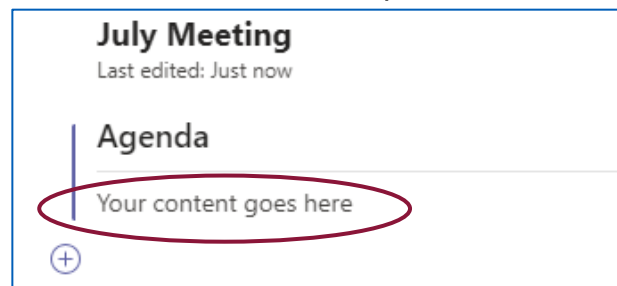 July Meeting
Last edited: Just now
Agenda
Your content goes here